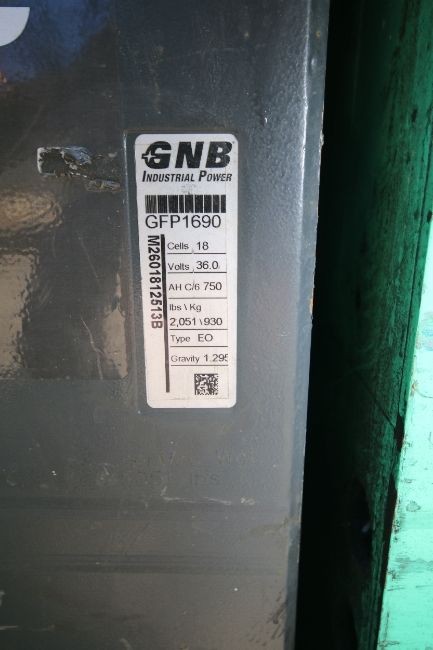 GNB
INDUSTRIAL POWER
GFP1690
M2601812513B
Cells 18
Volts 36.0
AH C/6 750
lbs \ Kg
2,051 \ 930
Type EO
Gravity 1.295